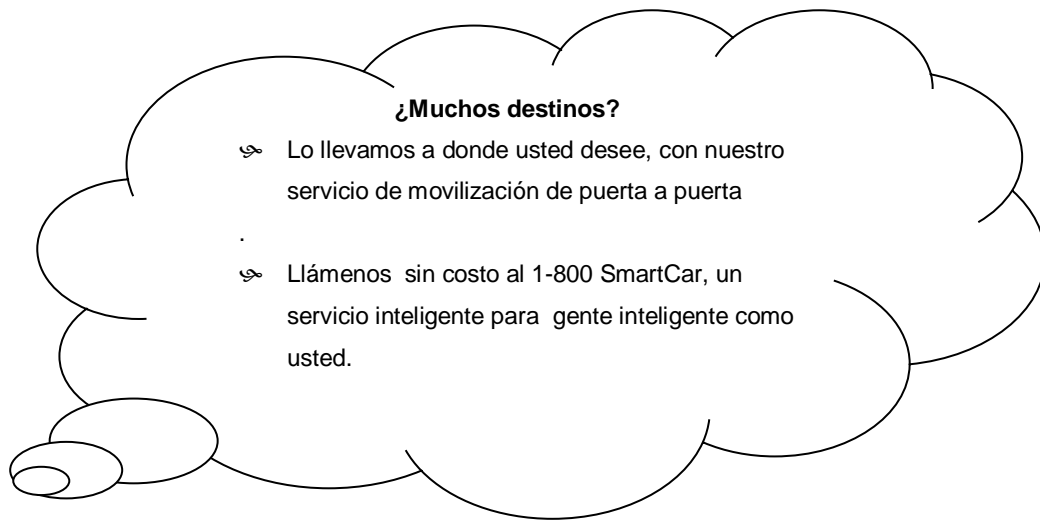 ¿Muchos destinos?
Lo llevamos a donde usted desee, con nuestro
servicio de movilización de puerta a puerta
.
Llámenos  sin costo al 1-800 SmartCar, un
servicio inteligente para  gente inteligente como
usted.